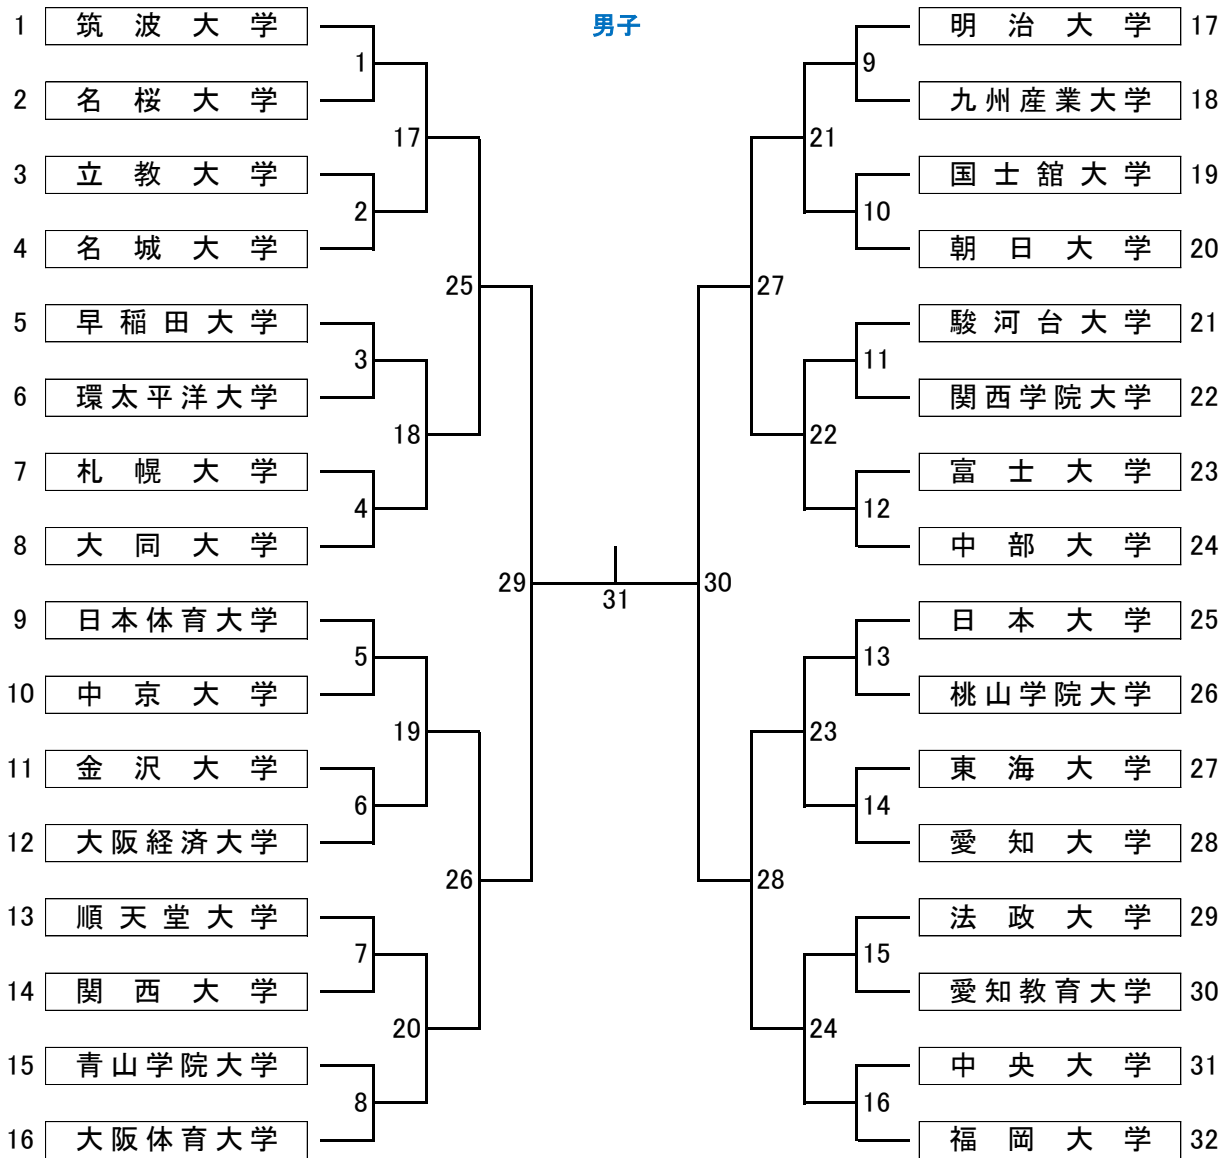 男子
1 筑波大学
1
2 名桜大学
17
3 立教大学
2
4 名城大学
25
5 早稲田大学
3
6 環太平洋大学
18
7 札幌大学
4
8 大同大学
29
9 日本体育大学
5
10 中京大学
19
11 金沢大学
6
12 大阪経済大学
26
13 順天堂大学
7
14 関西大学
20
15 青山学院大学
8
16 大阪体育大学
31
明治大学 17
9
九州産業大学 18
21
国士舘大学 19
10
朝日大学 20
27
駿河台大学 21
11
関西学院大学 22
22
富士大学 23
12
中部大学 24
30
日本大学 25
13
桃山学院大学 26
23
東海大学 27
14
愛知大学 28
28
法政大学 29
15
愛知教育大学 30
24
中央大学 31
16
福岡大学 32